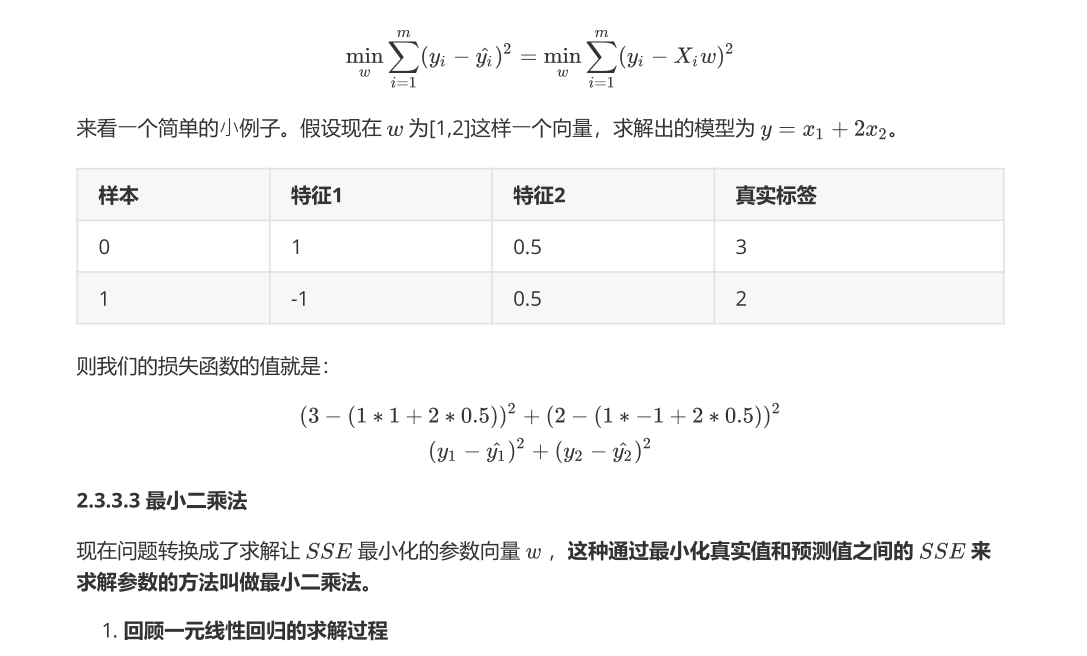 $$\min_{w} \sum_{i=1}^{m} (y_i - \hat{y_i})^2 = \min_{w} \sum_{i=1}^{m} (y_i - X_i w)^2$$
来看一个简单的小例子。假设现在 $w$ 为[1,2]这样一个向量，求解出的模型为 $y = x_1 + 2x_2$。
样本 特征1 特征2 真实标签
0 1 0.5 3
1 -1 0.5 2
则我们的损失函数的值就是：
$$(3 - (1 * 1 + 2 * 0.5))^2 + (2 - (1 * -1 + 2 * 0.5))^2$$
$$(y_1 - \hat{y_1})^2 + (y_2 - \hat{y_2})^2$$
2.3.3.3 最小二乘法
现在问题转换成了求解让 $SSE$ 最小化的参数向量 $w$ ，这种通过最小化真实值和预测值之间的 $SSE$ 来
求解参数的方法叫做最小二乘法。
1. 回顾一元线性回归的求解过程